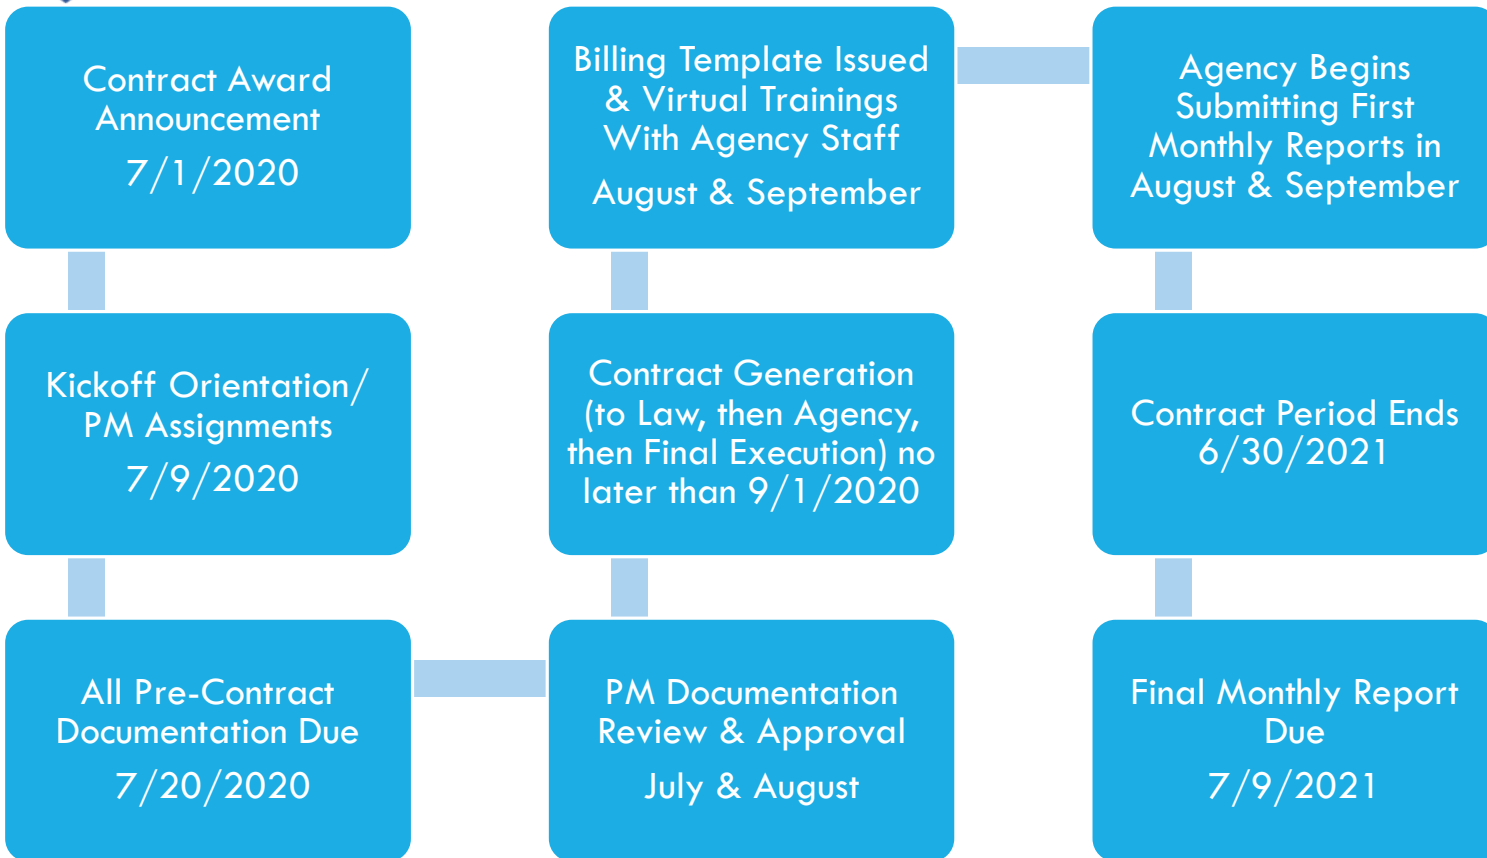 Contract Award
Announcement
7/1/2020
Kickoff Orientation/
PM Assignments
7/9/2020
All Pre-Contract
Documentation Due
7/20/2020
PM Documentation
Review & Approval
July & August
Contract Generation
(to Law, then Agency,
then Final Execution) no
later than 9/1/2020
Billing Template Issued
& Virtual Trainings
With Agency Staff
August & September
Agency Begins
Submitting First
Monthly Reports in
August & September
Contract Period Ends
6/30/2021
Final Monthly Report
Due
7/9/2021